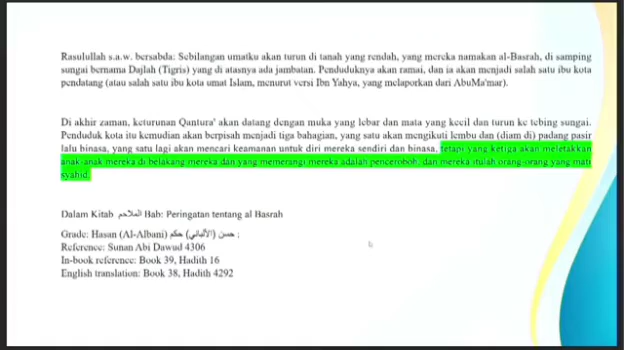 Rasulullah s.a.w. bersabda: Sebilangan umatku akan turun di tanah yang rendah, yang mereka namakan al-Basrah, di samping
sungai bernama Dajlah (Tigris) yang di atasnya ada jambatan. Penduduknya akan ramai, dan ia akan menjadi salah satu ibu kota
pendatang (atau salah satu ibu kota umat Islam, menurut versi Ibn Yahya, yang melaporkan dari AbuMa'mar).
Di akhir zaman, keturunan Qantura' akan datang dengan muka yang lebar dan mata yang kecil dan turun ke tebing sungai.
Penduduk kota itu kemudian akan berpisah menjadi tiga bahagian, yang satu akan mengikuti lembu dan (diam di) padang pasir
lalu binasa, yang satu lagi akan mencari keamanan untuk diri mereka sendiri dan binasa, tetapi yang ketiga akan meletakkan
anak-anak mereka di belakang mereka dan yang memerangi mereka adalah penceroboh, dan mereka itulah orang-orang yang mati
syahid.
Dalam Kitab الملاحم Bab: Peringatan tentang al Basrah
Grade: Hasan (Al-Albani) حسن (الألباني) حكم :
Reference: Sunan Abi Dawud 4306
In-book reference: Book 39, Hadith 16
English translation: Book 38, Hadith 4292